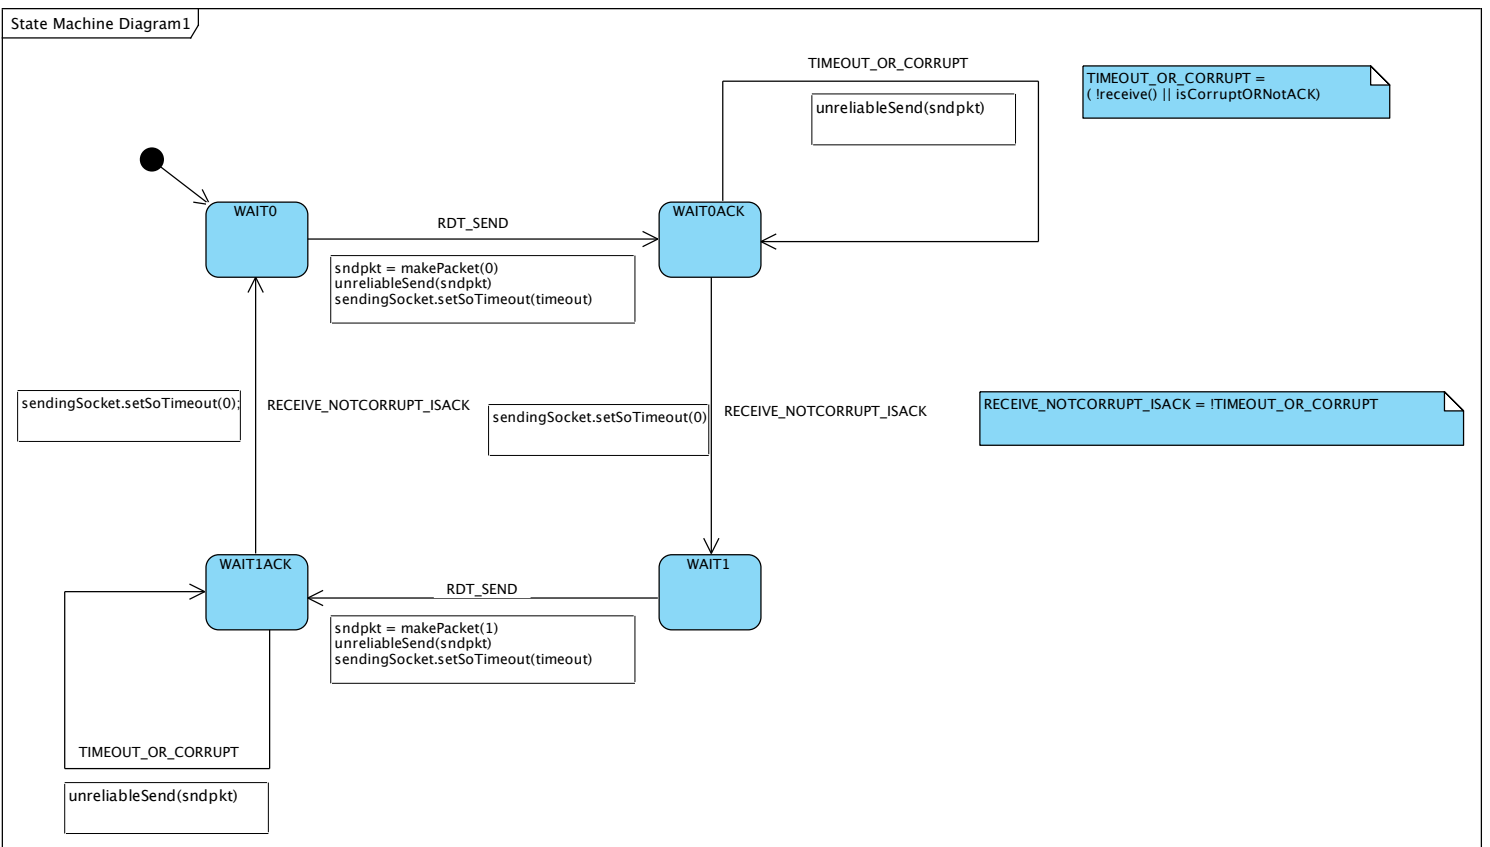 State Machine Diagram1
TIMEOUT_OR_CORRUPT
TIMEOUT_OR_CORRUPT =
( !receive() || isCorruptORNotACK)
unreliableSend(sndpkt)
WAIT0
WAIT0ACK
RDT_SEND
sndpkt = makePacket(0)
unreliableSend(sndpkt)
sendingSocket.setSoTimeout(timeout)
sendingSocket.setSoTimeout(0);
RECEIVE_NOTCORRUPT_ISACK
sendingSocket.setSoTimeout(0)
RECEIVE_NOTCORRUPT_ISACK
RECEIVE_NOTCORRUPT_ISACK = !TIMEOUT_OR_CORRUPT
WAIT1ACK
WAIT1
RDT_SEND
sndpkt = makePacket(1)
unreliableSend(sndpkt)
sendingSocket.setSoTimeout(timeout)
TIMEOUT_OR_CORRUPT
unreliableSend(sndpkt)